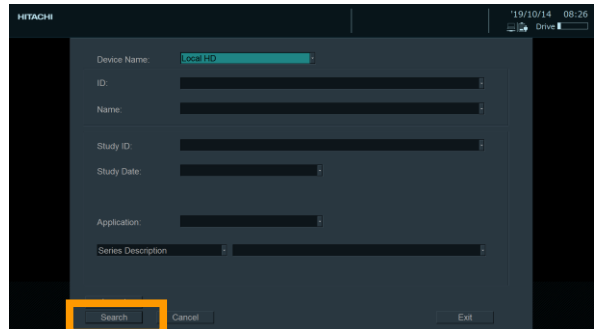 HITACHI
'19/10/14 08:26
Drive
Device Name: Local HD
ID:
Name:
Study ID:
Study Date:
Application:
Series Description
Search Cancel Exit